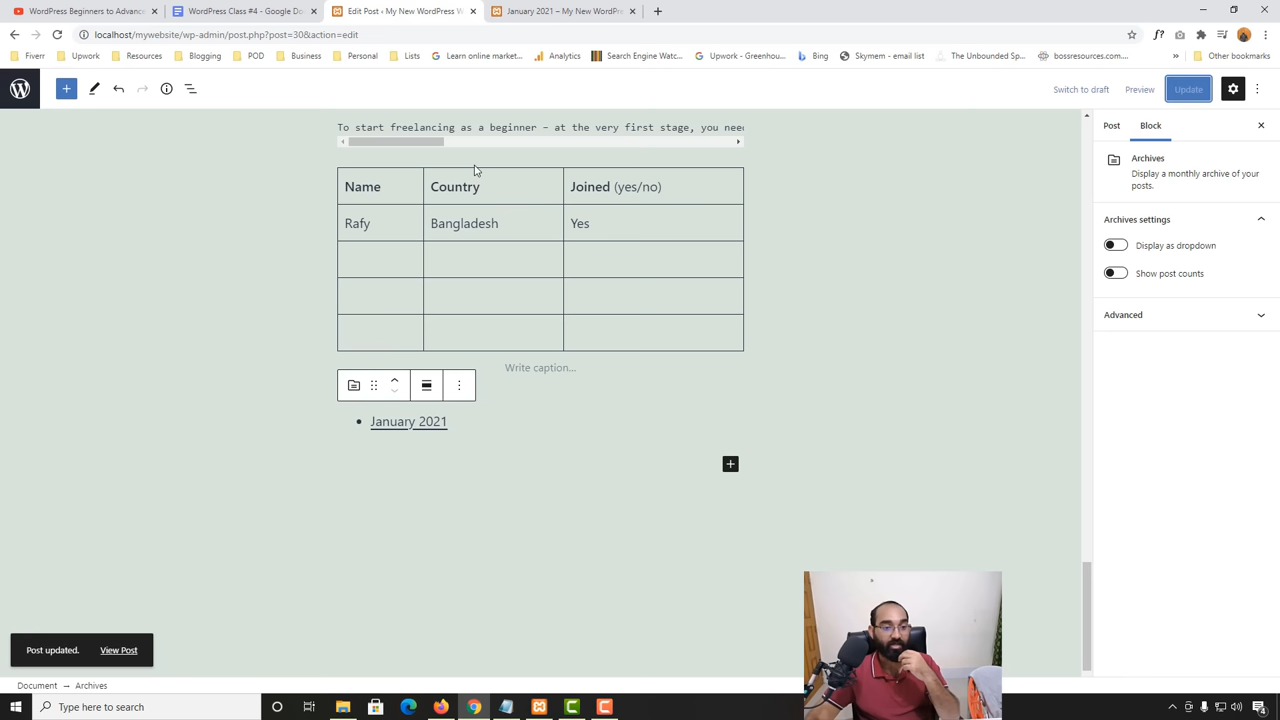 WordPress Beginners to Advance
WordPress Class #4 - Google Do
Edit Post ‹ My New WordPress W
January 2021 – My New WordPre
localhost/mywebsite/wp-admin/post.php?post=30&action=edit
Fiverr
Upwork
Resources
Blogging
POD
Business
Personal
Lists
Learn online market...
Analytics
Search Engine Watc...
Upwork - Greenhou...
Bing
Skymem - email list
The Unbounded Sp...
bossresources.com...
»
Other bookmarks
Switch to draft
Preview
Update
To start freelancing as a beginner – at the very first stage, you need
Name Country Joined (yes/no)
Rafy Bangladesh Yes
Write caption...
January 2021
Post
Block
Archives
Display a monthly archive of your
posts.
Archives settings
Display as dropdown
Show post counts
Advanced
Post updated. View Post
Document → Archives
Type here to search